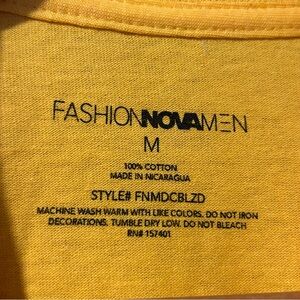 FASHIONNOVAMEN
M
100% COTTON
MADE IN NICARAGUA
STYLE# FNMDCBLZD
MACHINE WASH WARM WITH LIKE COLORS. DO NOT IRON
DECORATIONS. TUMBLE DRY LOW. DO NOT BLEACH
RN# 157401